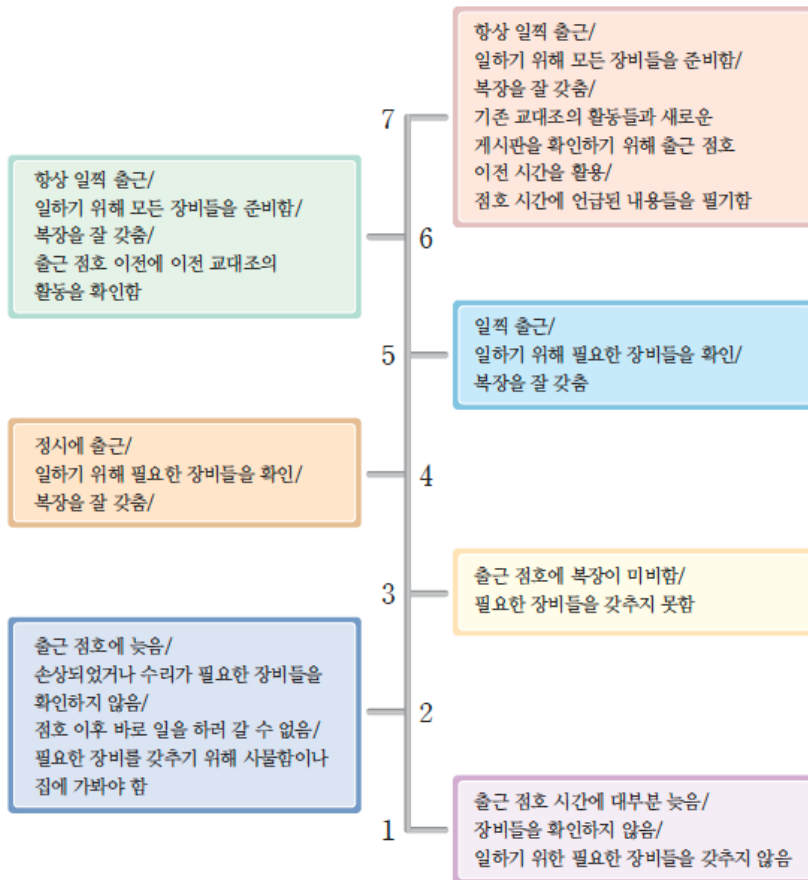 항상 일찍 출근/
일하기 위해 모든 장비들을 준비함/
복장을 잘 갖춤/
기존 교대조의 활동들과 새로운
게시판을 확인하기 위해 출근 점호
이전 시간을 활용/
점호 시간에 언급된 내용들을 필기함
7
항상 일찍 출근/
일하기 위해 모든 장비들을 준비함/
복장을 잘 갖춤/
출근 점호 이전에 이전 교대조의
활동을 확인함
6
일찍 출근/
일하기 위해 필요한 장비들을 확인/
복장을 잘 갖춤
5
정시에 출근/
일하기 위해 필요한 장비들을 확인/
복장을 잘 갖춤/
4
출근 점호에 복장이 미비함/
필요한 장비들을 갖추지 못함
3
출근 점호에 늦음/
손상되었거나 수리가 필요한 장비들을
확인하지 않음/
점호 이후 바로 일을 하러 갈 수 없음/
필요한 장비를 갖추기 위해 사물함이나
집에 가봐야 함
2
출근 점호 시간에 대부분 늦음/
장비들을 확인하지 않음/
일하기 위한 필요한 장비들을 갖추지 않음
1